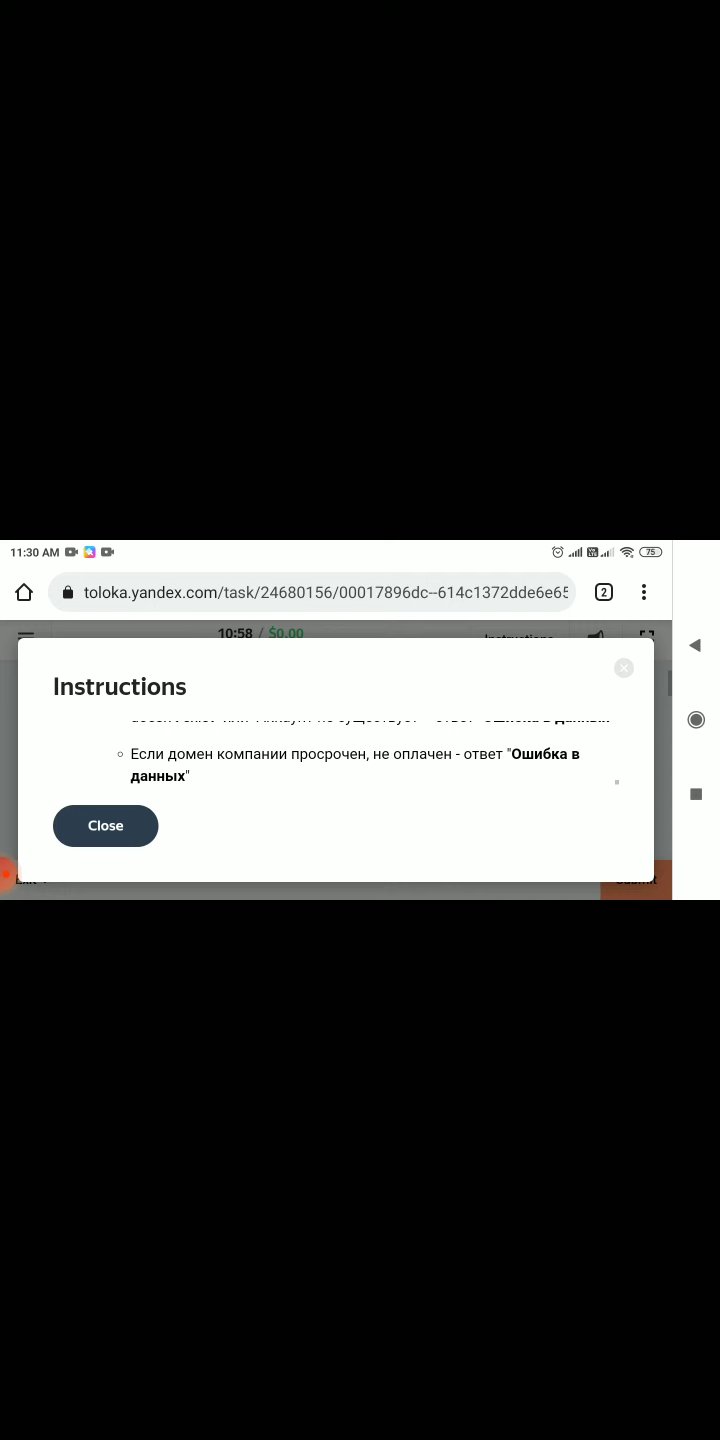 11:30 AM
75
toloka.yandex.com/task/24680156/00017896dc--614c1372dde6e65
2
10:58 / $0.00
Instructions
Instructions
Если домен компании просрочен, не оплачен - ответ "Ошибка в
данных"
Close